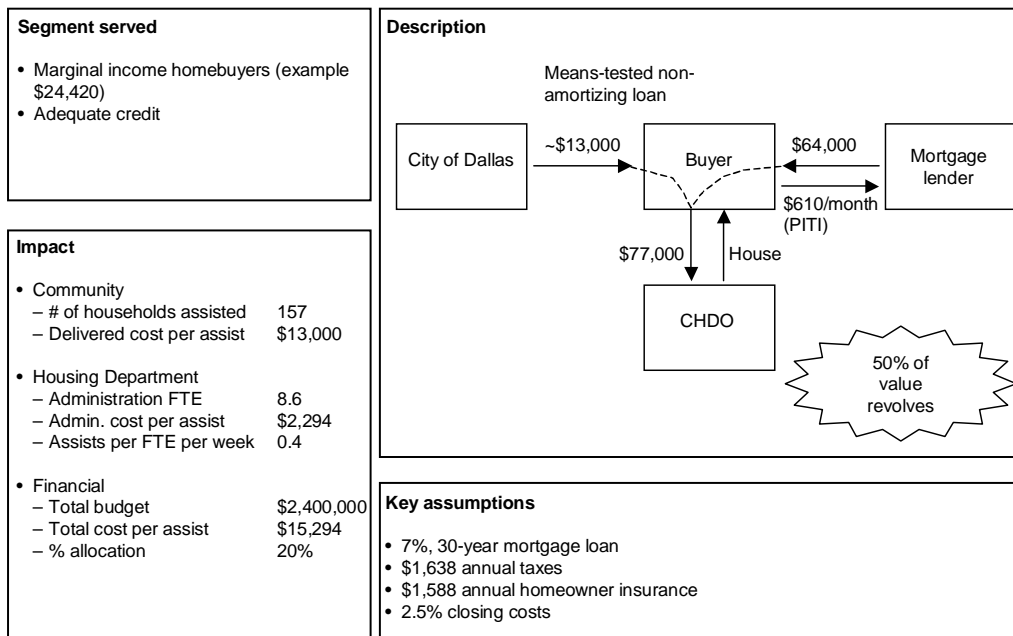 Segment served
• Marginal income homebuyers (example
$24,420)
• Adequate credit
Impact
• Community
– # of households assisted 157
– Delivered cost per assist $13,000
• Housing Department
– Administration FTE 8.6
– Admin. cost per assist $2,294
– Assists per FTE per week 0.4
• Financial
– Total budget $2,400,000
– Total cost per assist $15,294
– % allocation 20%
Description
Means-tested non-
amortizing loan
City of Dallas
~$13,000
Buyer
$64,000
Mortgage
lender
$610/month
(PITI)
$77,000
House
CHDO
50% of
value
revolves
Key assumptions
• 7%, 30-year mortgage loan
• $1,638 annual taxes
• $1,588 annual homeowner insurance
• 2.5% closing costs